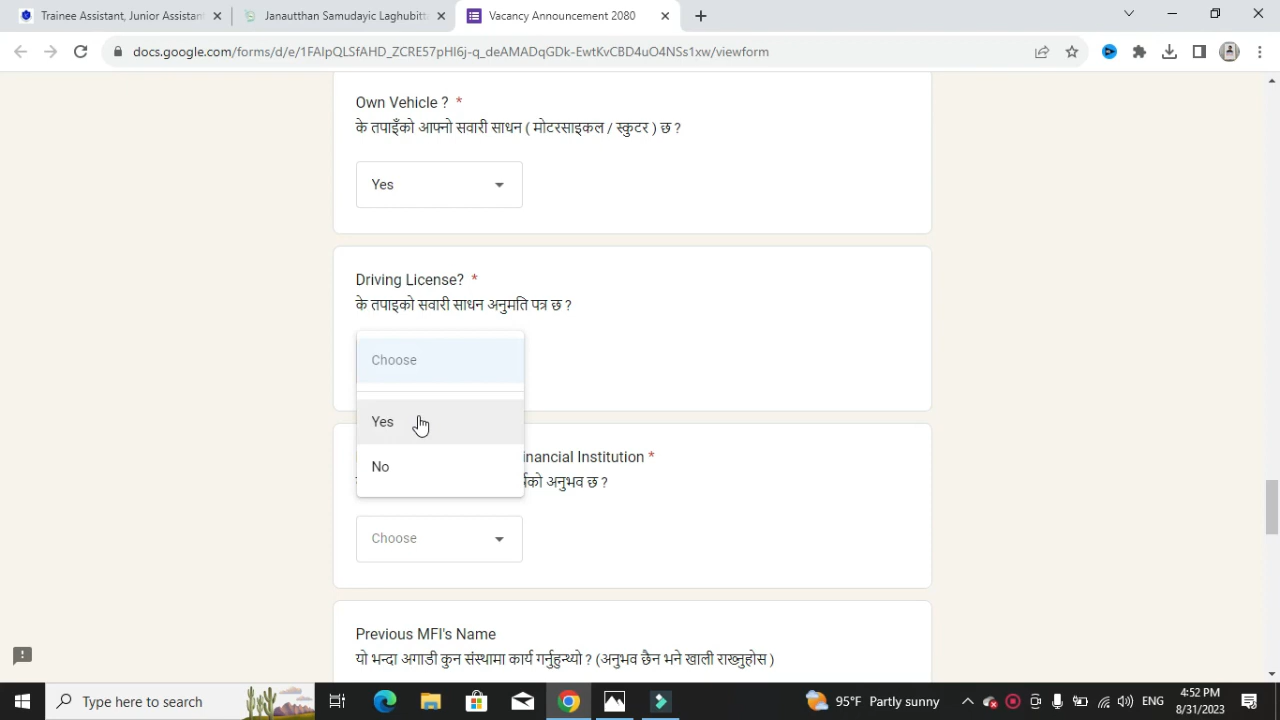 Trainee Assistant, Junior Assistan
Janautthan Samudayic Laghubitt
Vacancy Announcement 2080
docs.google.com/forms/d/e/1FAIpQLSfAHD_ZCRE57pHI6j-q_deAMADqGDk-EwtKvCBD4uO4NSs1xw/viewform
Own Vehicle ? *
के तपाइँको आफ्नो सवारी साधन ( मोटरसाइकल / स्कुटर ) छ ?
Yes
Driving License? *
के तपाइको सवारी साधन अनुमति पत्र छ ?
Choose
Yes
No
inancial Institution *
को अनुभव छ ?
Choose
Previous MFI's Name
यो भन्दा अगाडी कुन संस्थामा कार्य गर्नुहुन्थ्यो ? (अनुभव छैन भने खाली राख्नुहोस )
Type here to search
95°F Partly sunny
ENG
4:52 PM
8/31/2023